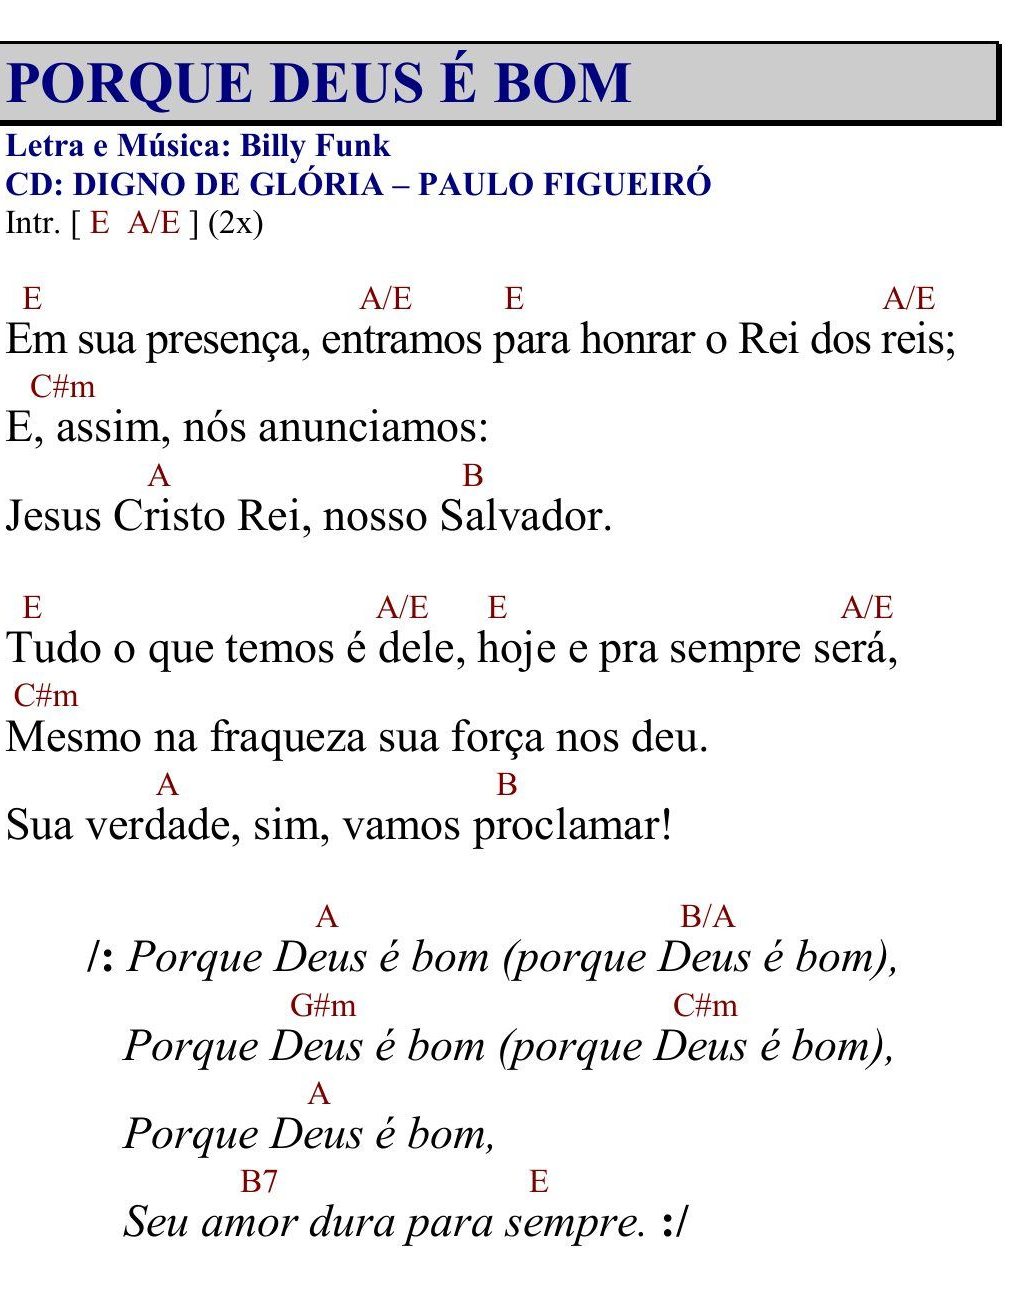 PORQUE DEUS É BOM
Letra e Música: Billy Funk
CD: DIGNO DE GLÓRIA – PAULO FIGUEIRÓ
Intr. [ E A/E ] (2x)
E A/E E A/E
Em sua presença, entramos para honrar o Rei dos reis;
C#m
E, assim, nós anunciamos:
A B
Jesus Cristo Rei, nosso Salvador.
E A/E E A/E
Tudo o que temos é dele, hoje e pra sempre será,
C#m
Mesmo na fraqueza sua força nos deu.
A B
Sua verdade, sim, vamos proclamar!
A B/A
/: Porque Deus é bom (porque Deus é bom),
G#m C#m
Porque Deus é bom (porque Deus é bom),
A
Porque Deus é bom,
B7 E
Seu amor dura para sempre. :/